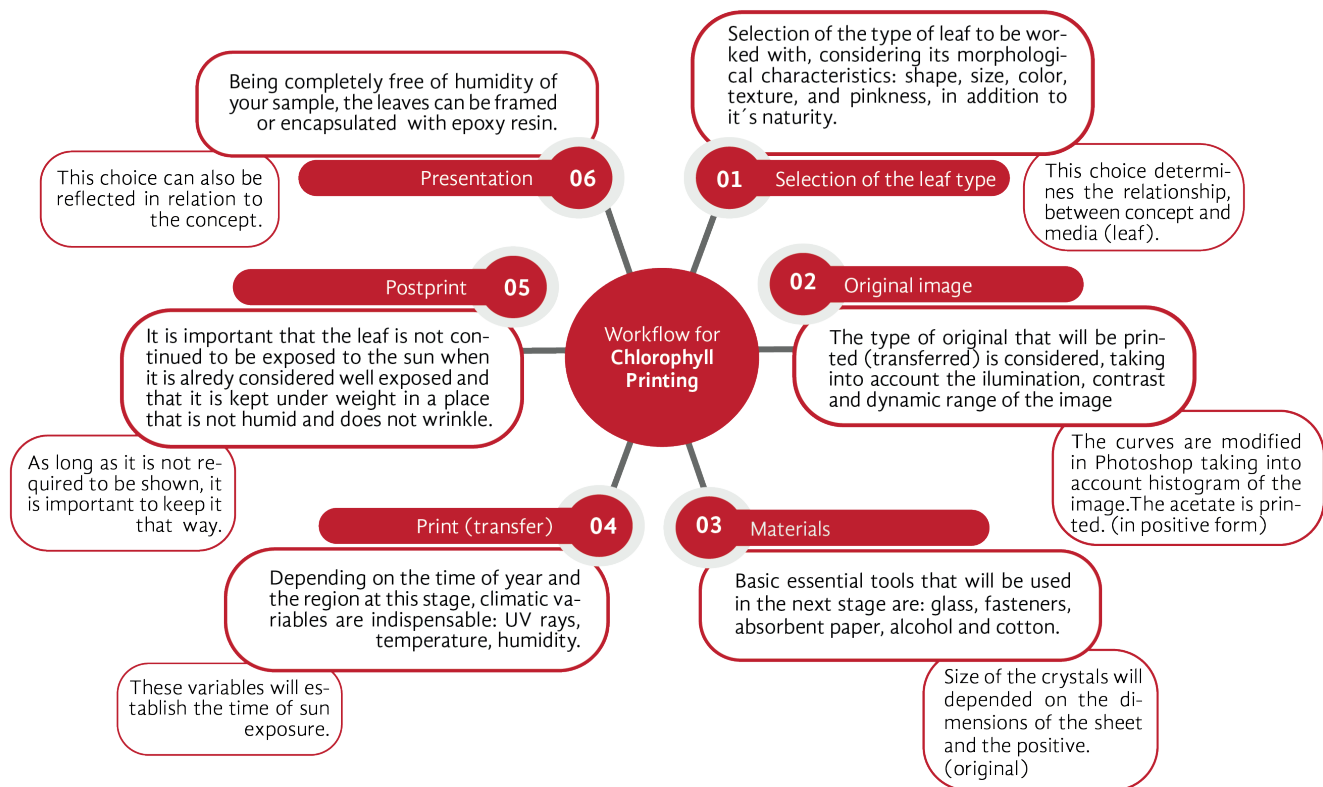 Workflow for
Chlorophyll
Printing
Selection of the type of leaf to be wor-
ked with, considering its morphologi-
cal characteristics: shape, size, color,
texture, and pinkness, in addition to
it´s naturity.
01
Selection of the leaf type
This choice determi-
nes the relationship,
between concept and
media (leaf).
02
Original image
The type of original that will be prin-
ted (transferred) is considered, taking
into account the ilumination, contrast
and dynamic range of the image
The curves are modified
in Photoshop taking into
account histogram of the
image.The acetate is prin-
ted. (in positive form)
03
Materials
Basic essential tools that will be used
in the next stage are: glass, fasteners,
absorbent paper, alcohol and cotton.
Size of the crystals will
depended on the di-
mensions of the sheet
and the positive.
(original)
Print (transfer)
04
Depending on the time of year and
the region at this stage, climatic va-
riables are indispensable: UV rays,
temperature, humidity.
These variables will es-
tablish the time of sun
exposure.
Postprint
05
It is important that the leaf is not con-
tinued to be exposed to the sun when
it is alredy considered well exposed and
that it is kept under weight in a place
that is not humid and does not wrinkle.
As long as it is not re-
quired to be shown, it
is important to keep it
that way.
Being completely free of humidity of
your sample, the leaves can be framed
or encapsulated with epoxy resin.
Presentation
06
This choice can also be
reflected in relation to
the concept.